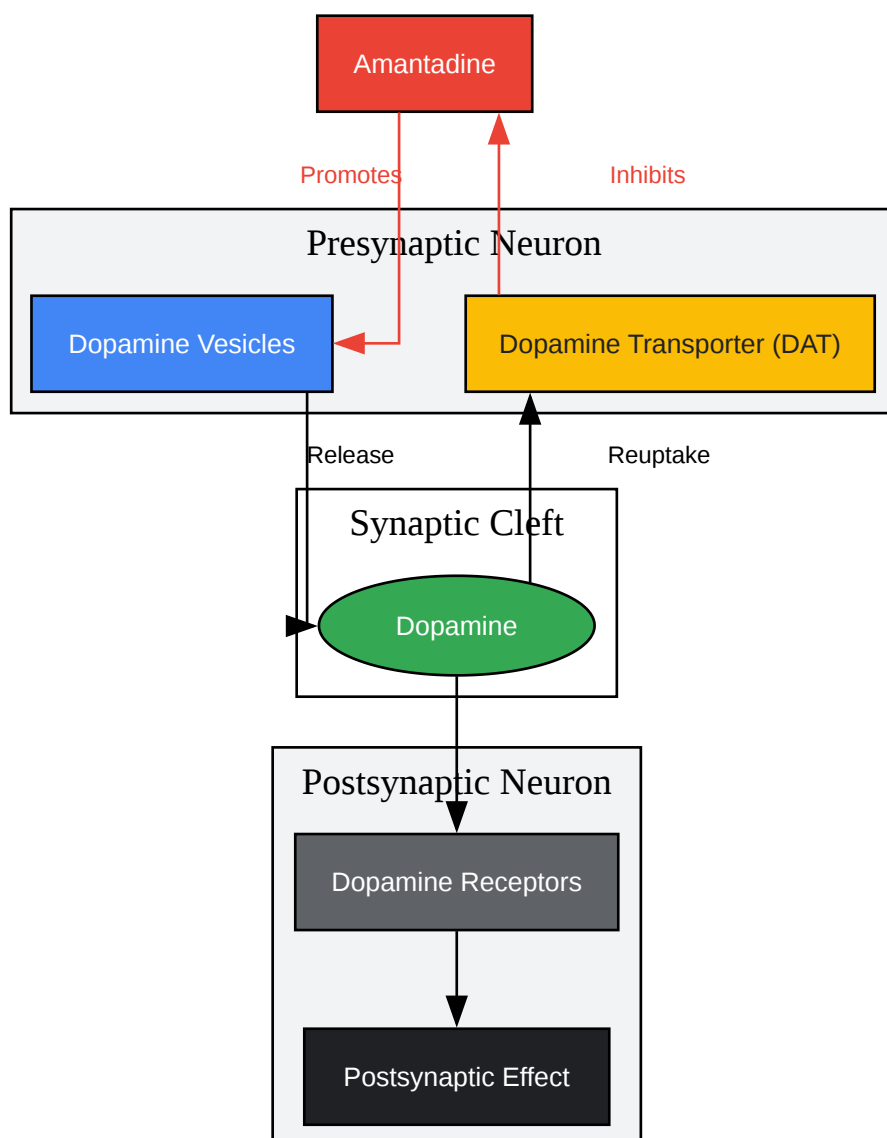 Amantadine
Promotes
Inhibits
Presynaptic Neuron
Dopamine Vesicles
Dopamine Transporter (DAT)
Release
Reuptake
Synaptic Cleft
Dopamine
Postsynaptic Neuron
Dopamine Receptors
Postsynaptic Effect